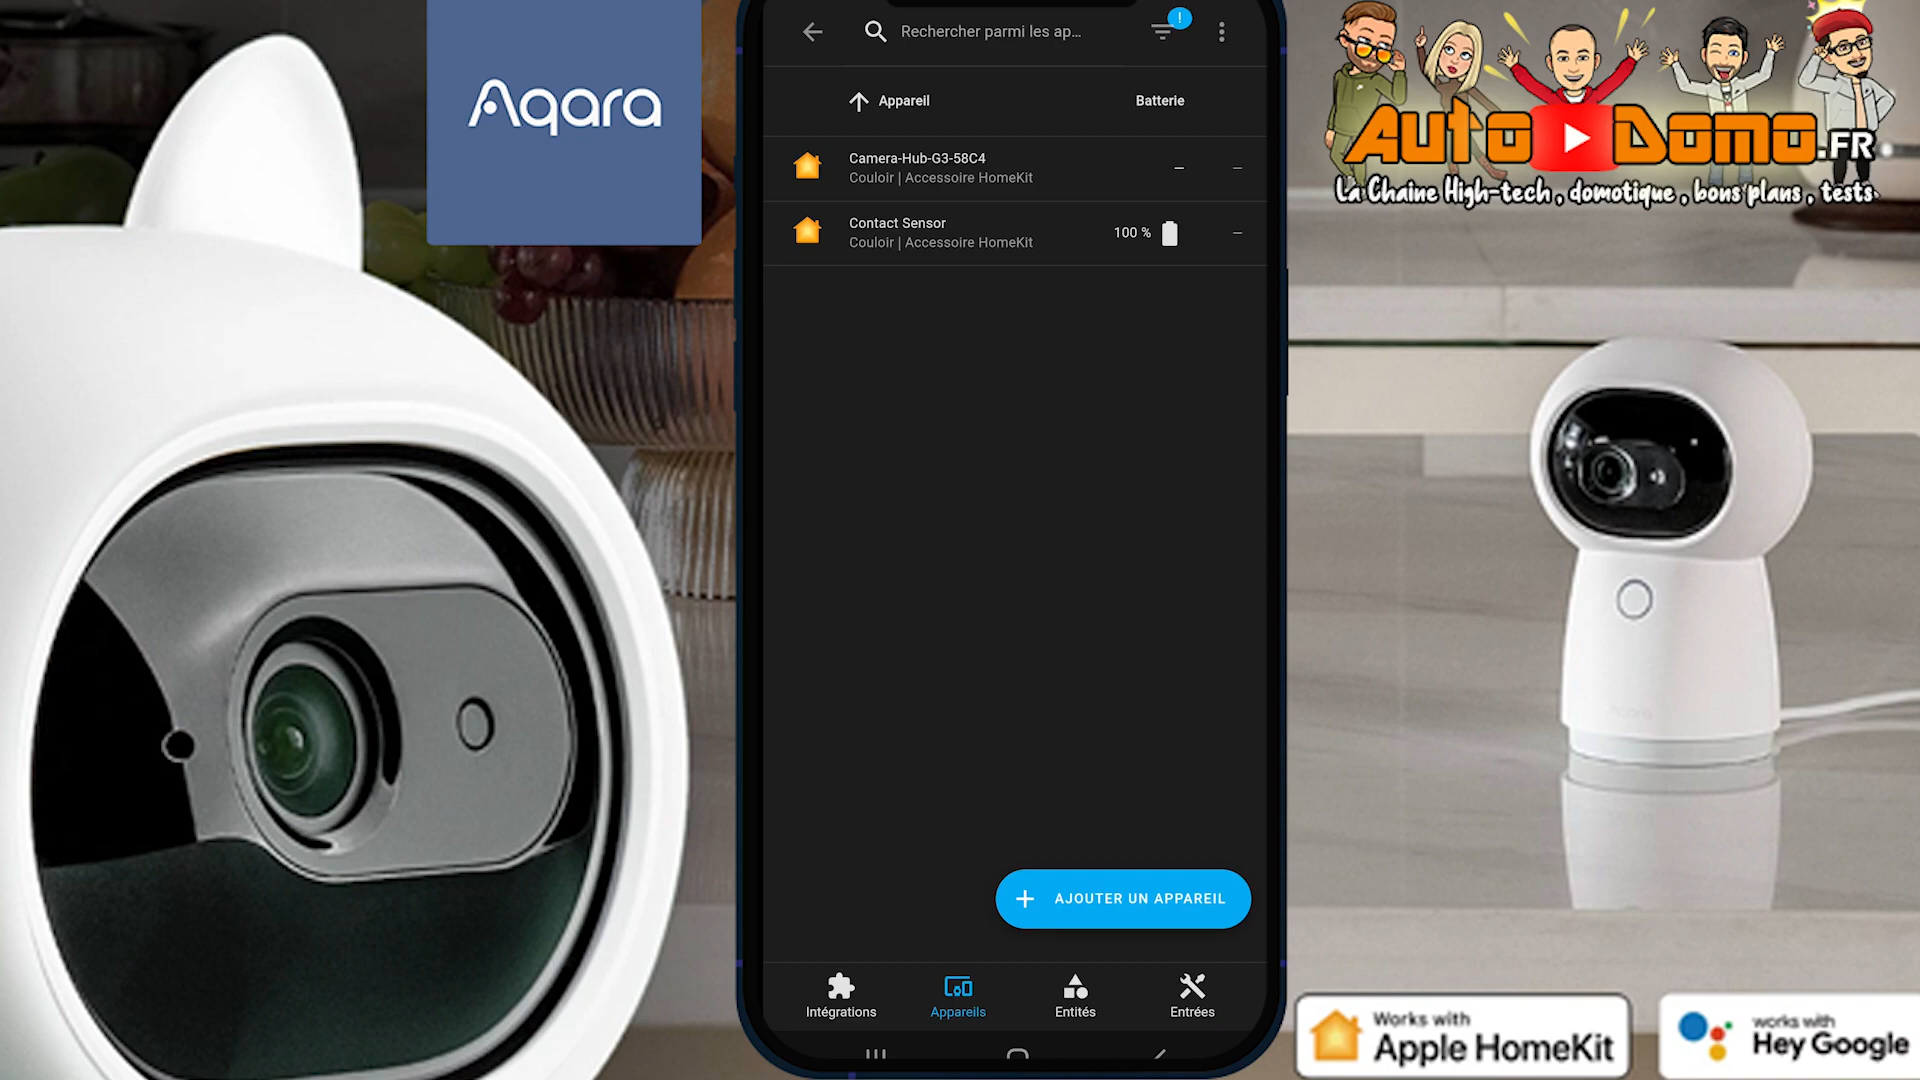 Aqara
Rechercher parmi les ap...
!
Appareil
Batterie
Camera-Hub-G3-58C4
Couloir | Accessoire HomeKit
–
–
Contact Sensor
Couloir | Accessoire HomeKit
100 %
–
+ AJOUTER UN APPAREIL
Intégrations
Appareils
Entités
Entrées
AUTO DOMO.FR
La Chaine High-tech, domotique, bons plans, tests.
Works with
Apple HomeKit
works with
Hey Google